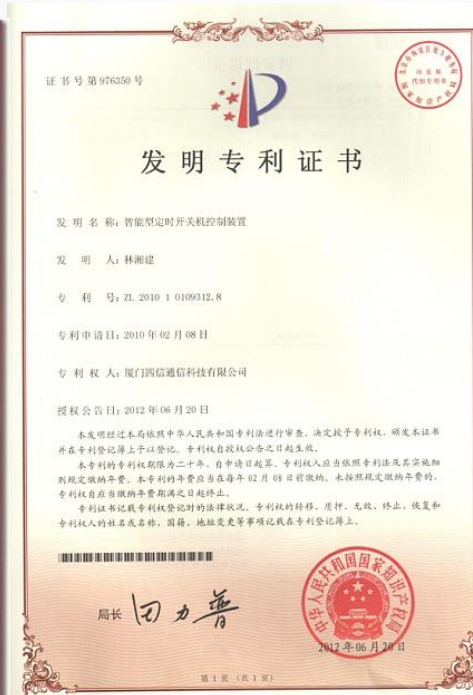 证书号第976350号
发明专利证书
发明名称：智能型定时开关机控制装置
发明人：林湘建
专利号：ZL 2010 1 0109312.8
专利申请日：2010年02月08日
专利权人：厦门四信通信科技有限公司
授权公告日：2012年06月20日
本发明经过本局依照中华人民共和国专利法进行审查，决定授予专利权，颁发本证书
并在专利登记簿上予以登记。专利权自授权公告之日起生效。
本专利的专利权期限为二十年，自申请日起算。专利权人应当依照专利法及其实施细
则规定缴纳年费。本专利的年费应当在每年02月08日前缴纳。未按照规定缴纳年费的，
专利权自应当缴纳年费期满之日起终止。
专利证书记载专利权登记时的法律状况。专利权的转移、质押、无效、终止、恢复和
专利权人的姓名或名称、国籍、地址变更等事项记载在专利登记簿上。
局长 田力普
中华人民共和国国家知识产权局
2012年06月20日
第1页（共1页）